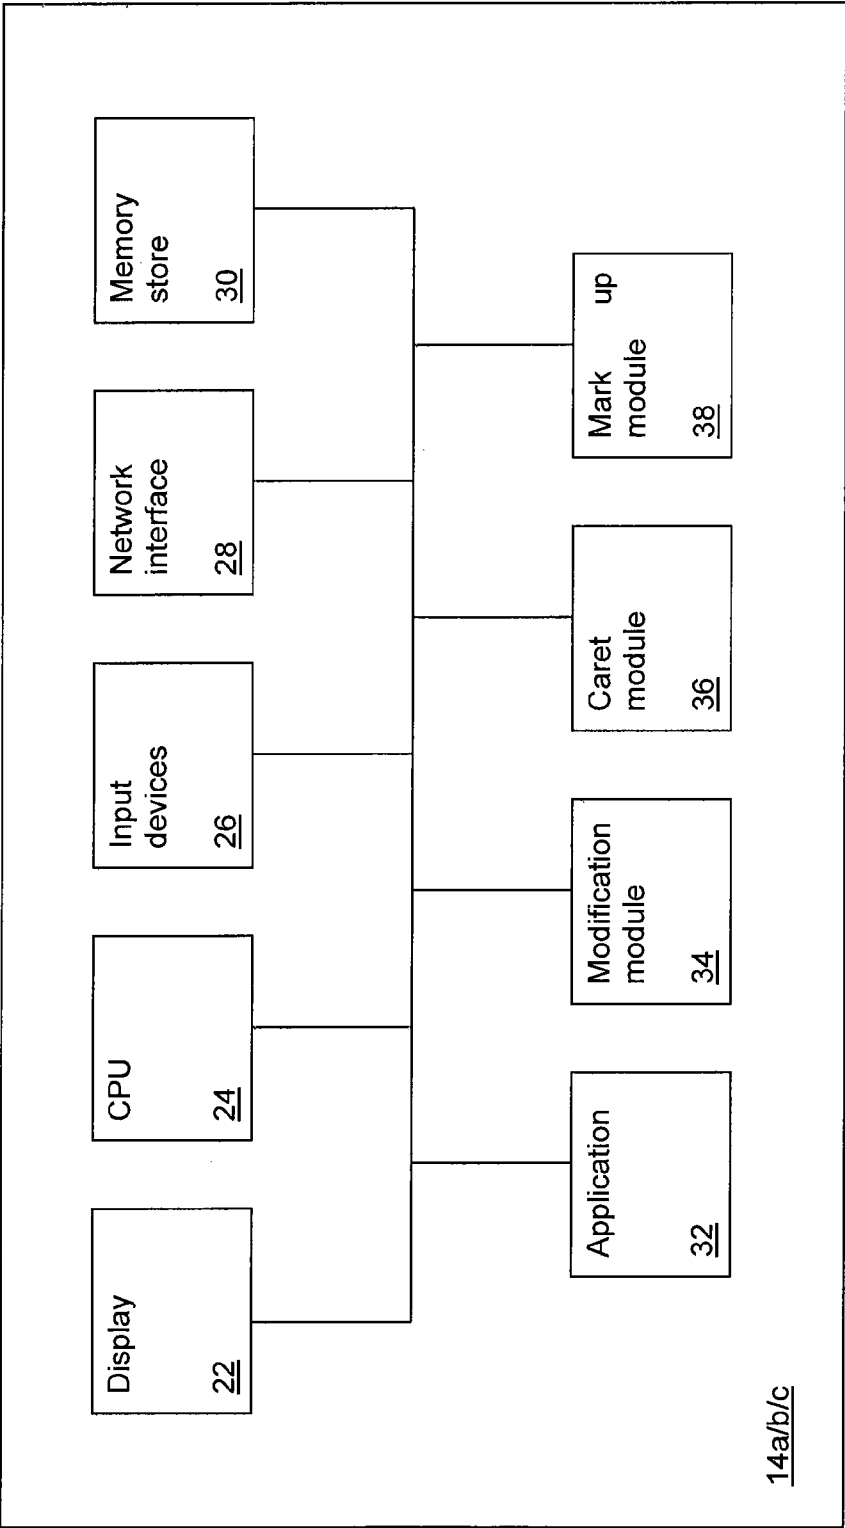 Display
22
CPU
24
Input
devices
26
Network
interface
28
Memory
store
30
Application
32
Modification
module
34
Caret
module
36
Mark up
module
38
14a/b/c